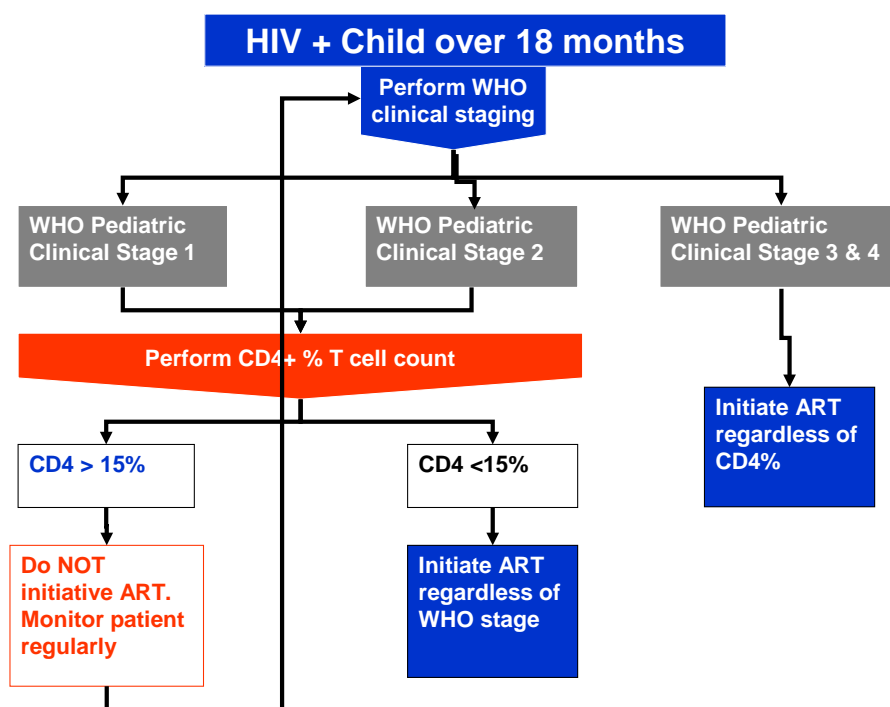 HIV + Child over 18 months
Perform WHO
clinical staging
WHO Pediatric
Clinical Stage 1
WHO Pediatric
Clinical Stage 2
WHO Pediatric
Clinical Stage 3 & 4
Perform CD4+ % T cell count
CD4 > 15%
CD4 <15%
Initiate ART
regardless of
CD4%
Do NOT
initiative ART.
Monitor patient
regularly
Initiate ART
regardless of
WHO stage